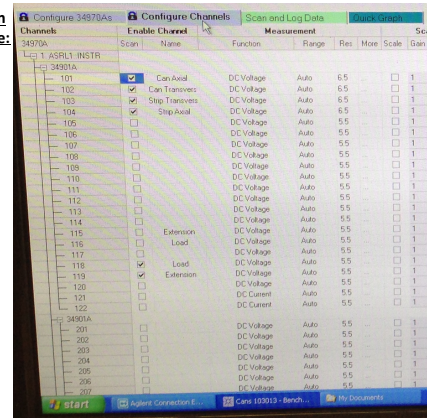 n
e:
Configure 34970As Configure Channels Scan and Log Data Quick Graph
Channels Enable Channel Measurement Sca
34970A Scan Name Function Range Res More Scale Gain
1 ASRL1::INSTR
34901A
101 Can Axial DC Voltage Auto 6.5 ... 1
102 Can Transvers DC Voltage Auto 6.5 ... 1
103 Strip Transvers DC Voltage Auto 6.5 ... 1
104 Strip Axial DC Voltage Auto 6.5 ... 1
105 DC Voltage Auto 5.5 ... 1
106 DC Voltage Auto 5.5 ... 1
107 DC Voltage Auto 5.5 ... 1
108 DC Voltage Auto 5.5 ... 1
109 DC Voltage Auto 5.5 ... 1
110 DC Voltage Auto 5.5 ... 1
111 DC Voltage Auto 5.5 ... 1
112 DC Voltage Auto 5.5 ... 1
113 DC Voltage Auto 5.5 ... 1
114 DC Voltage Auto 5.5 ... 1
115 Extension DC Voltage Auto 5.5 ... 1
116 Load DC Voltage Auto 5.5 ... 1
117 DC Voltage Auto 5.5 ... 1
118 Load DC Voltage Auto 5.5 ... 1
119 Extension DC Voltage Auto 5.5 ... 1
120 DC Voltage Auto 5.5 ... 1
121 DC Current Auto 5.5 ... 1
122 DC Current Auto 5.5 ... 1
34901A
201 DC Voltage Auto 5.5 ... 1
202 DC Voltage Auto 5.5 ... 1
203 DC Voltage Auto 5.5 ... 1
204 DC Voltage Auto 5.5 ... 1
205 DC Voltage Auto 5.5 ... 1
206 DC Voltage Auto 5.5 ... 1
207 DC Voltage Auto 5.5 1
start Agilent Connection E... Cans 103013 - Bench... My Documents